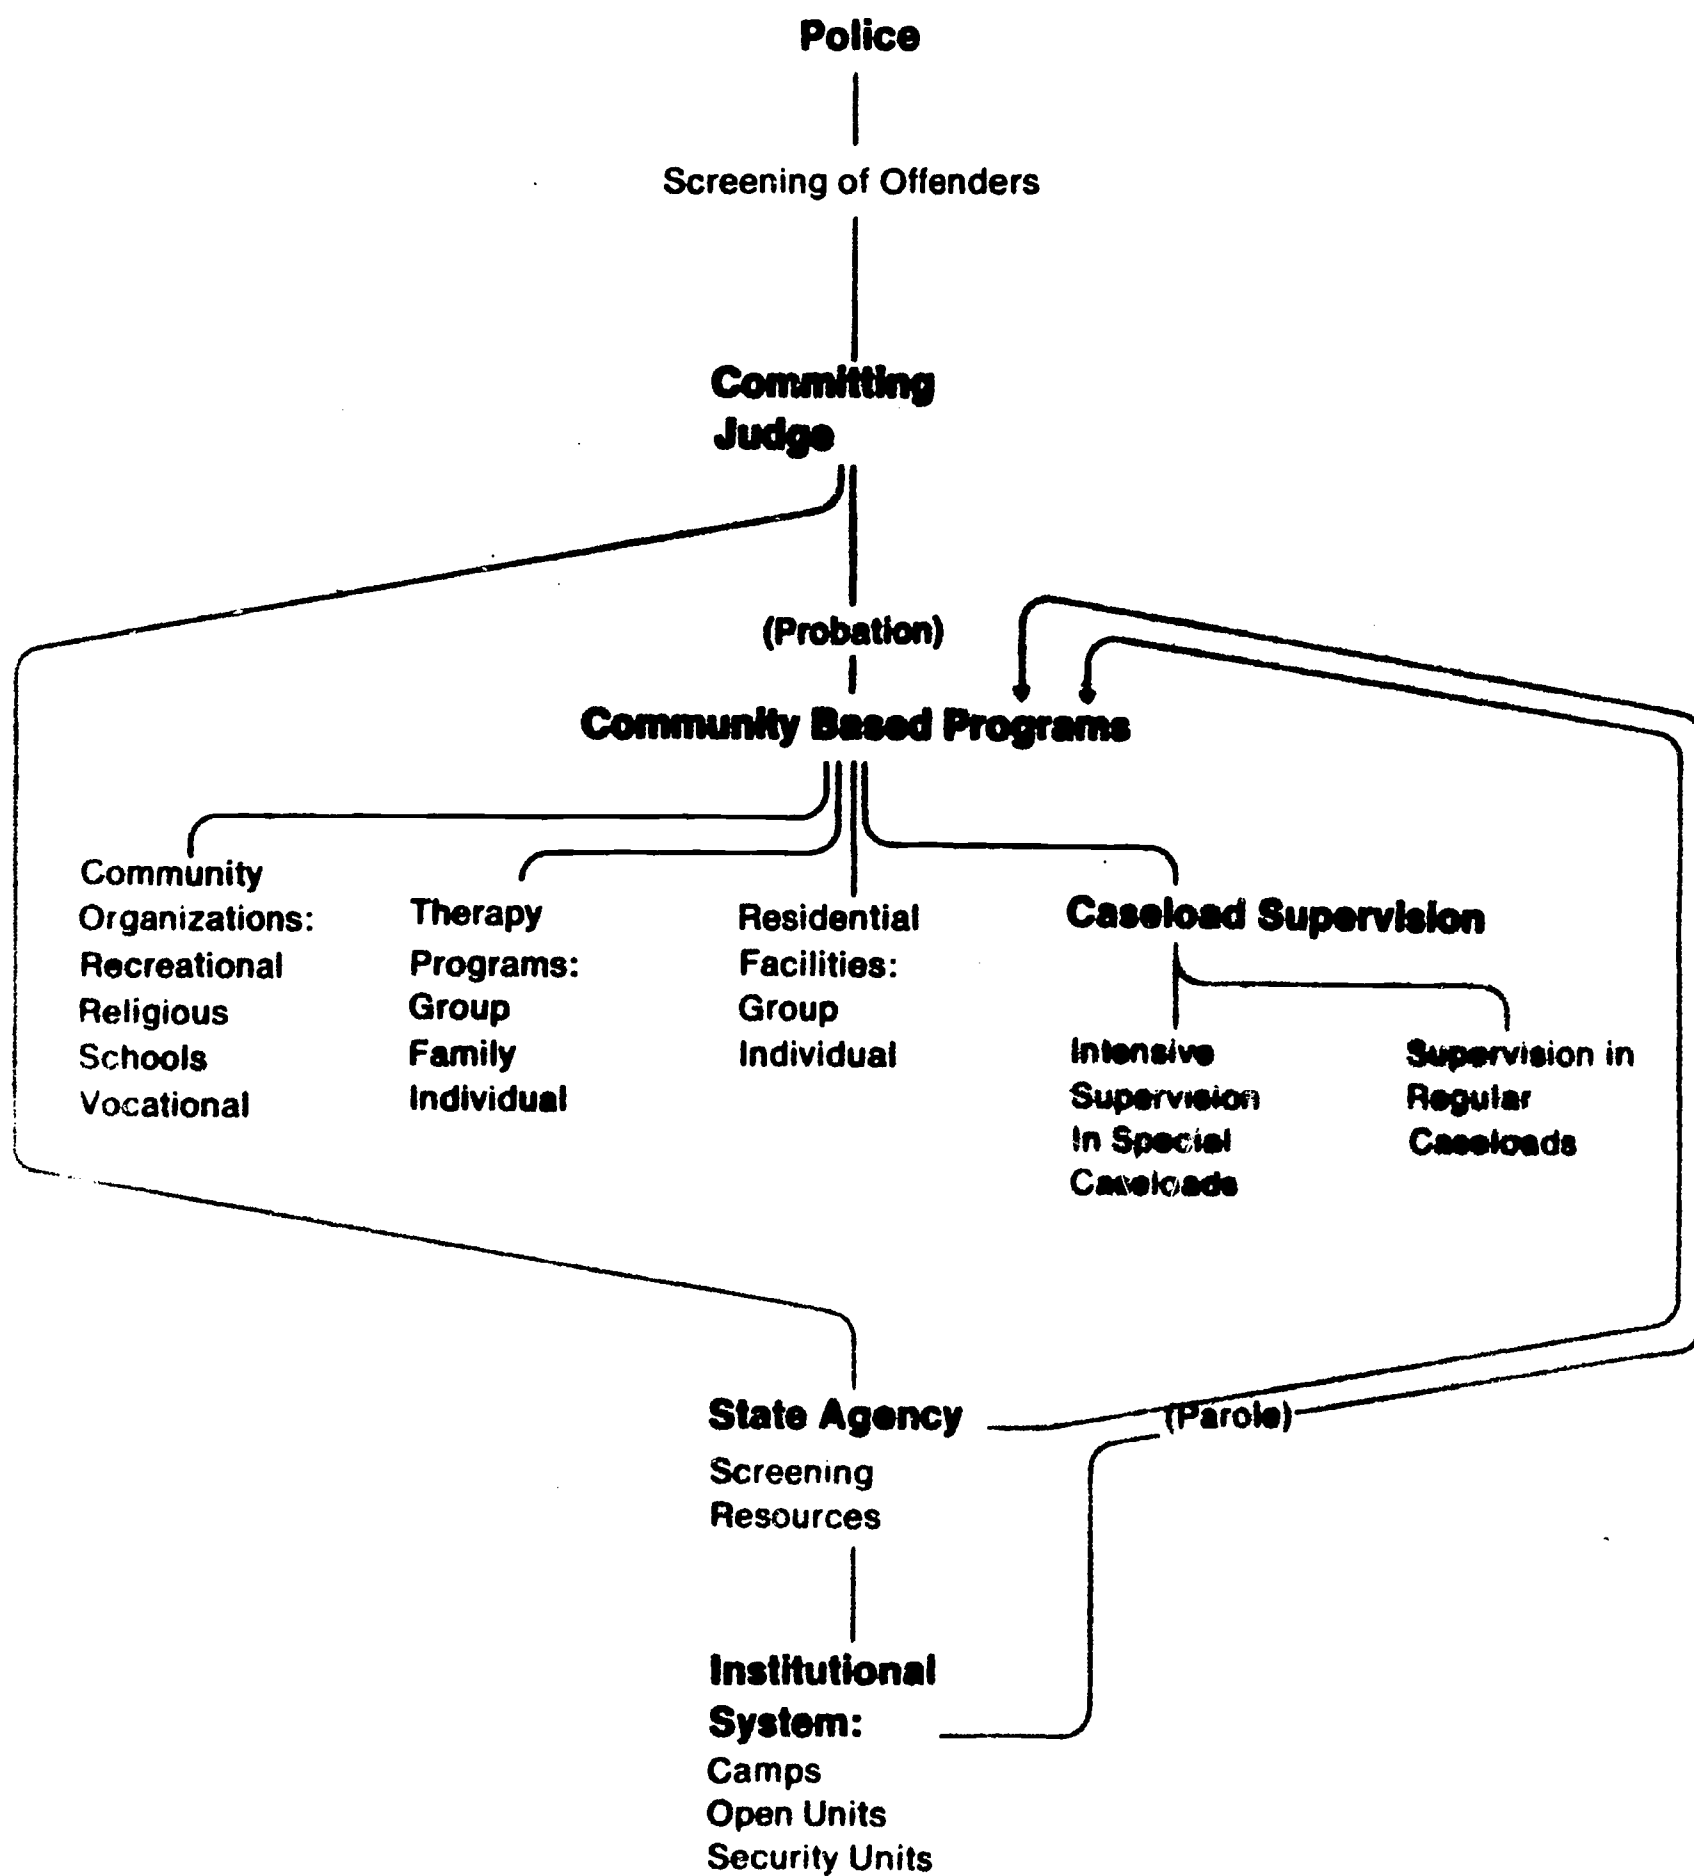 Police
Screening of Offenders
Committing
Judge
(Probation)
Community Based Programs
Community
Organizations:
Recreational
Religious
Schools
Vocational
Therapy
Programs:
Group
Family
Individual
Residential
Facilities:
Group
Individual
Caseload Supervision
Intensive
Supervision
In Special
Caseloads
Supervision in
Regular
Caseloads
State Agency
Screening
Resources
(Parole)
Institutional
System:
Camps
Open Units
Security Units